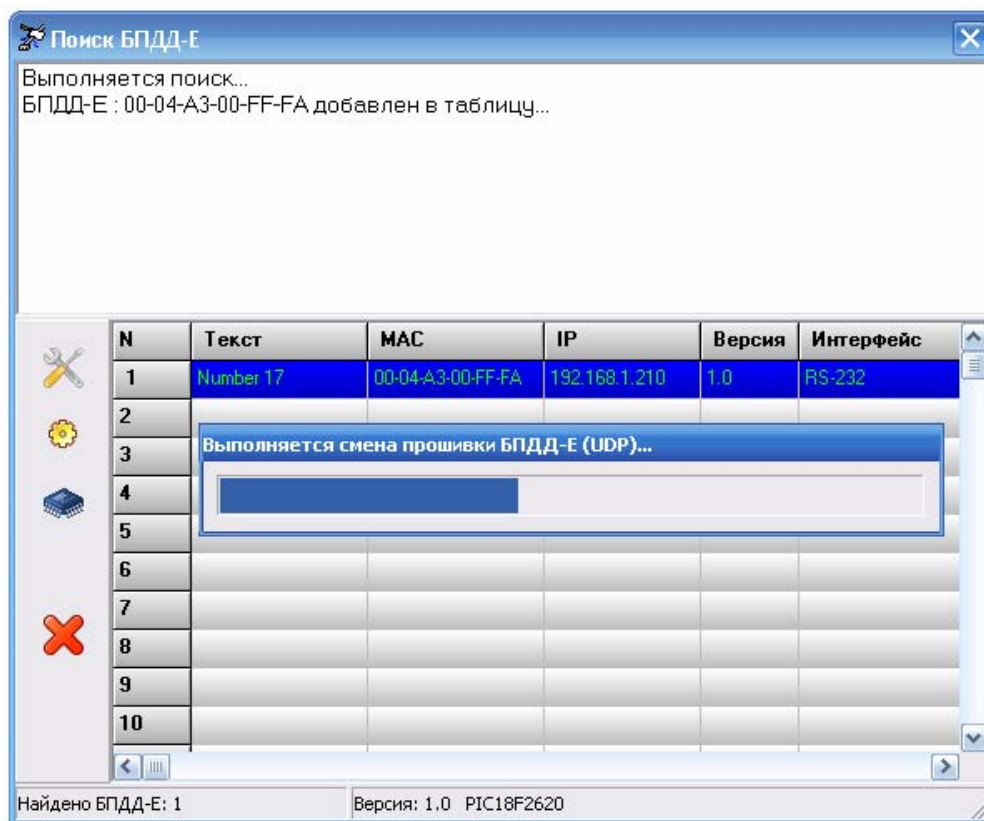 Поиск БПДД-Е
Выполняется поиск...
БПДД-Е : 00-04-A3-00-FF-FA добавлен в таблицу...
N Текст MAC IP Версия Интерфейс
1 Number 17 00-04-A3-00-FF-FA 192.168.1.210 1.0 RS-232
2
Выполняется смена прошивки БПДД-Е (UDP)...
3
4
5
6
7
8
9
10
Найдено БПДД-Е: 1 Версия: 1.0 PIC18F2620